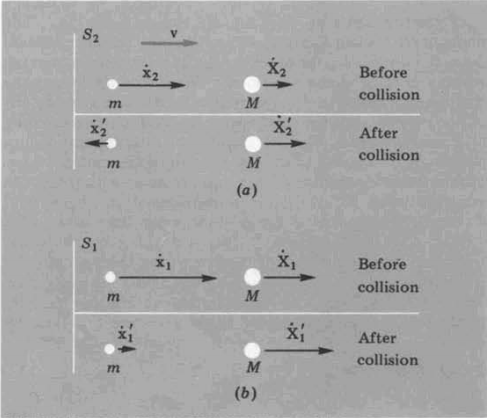 S₂ v
ẋ₂ Ẋ₂ Before
m M collision
ẋ₂′ Ẋ₂′ After
m M collision
(a)
S₁
ẋ₁ Ẋ₁ Before
m M collision
ẋ₁′ Ẋ₁′ After
m M collision
(b)